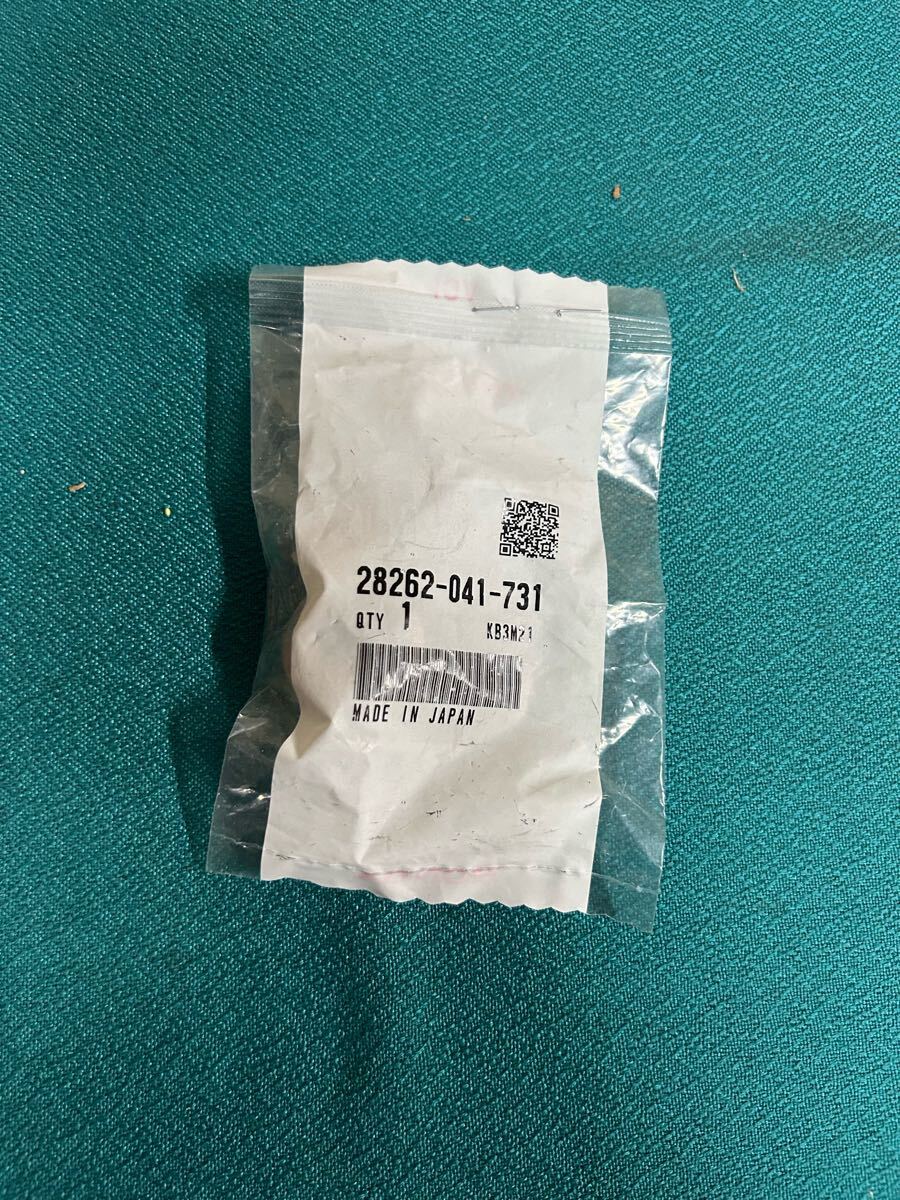 28262-041-731
QTY 1
KB3M21
MADE IN JAPAN